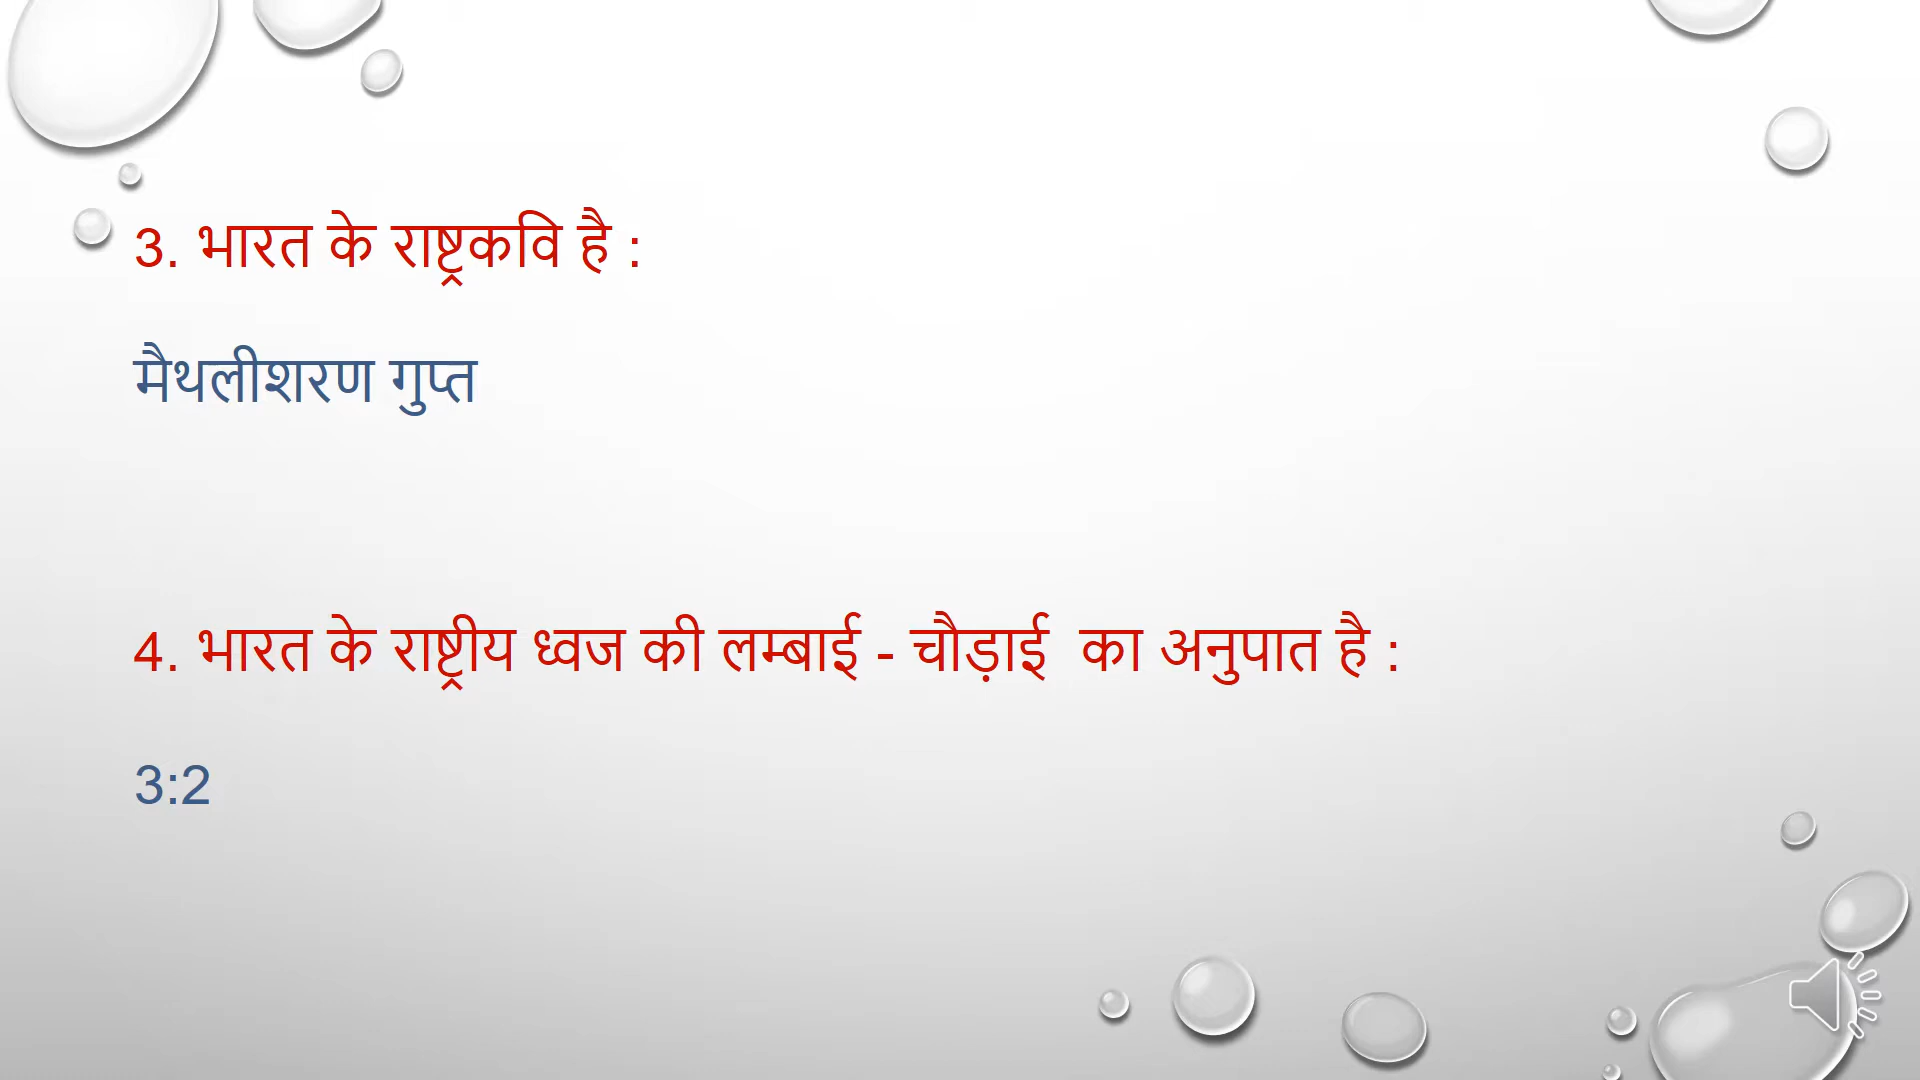 3. भारत के राष्ट्रकवि है :
मैथलीशरण गुप्त
4. भारत के राष्ट्रीय ध्वज की लम्बाई - चौड़ाई  का अनुपात है :
3:2